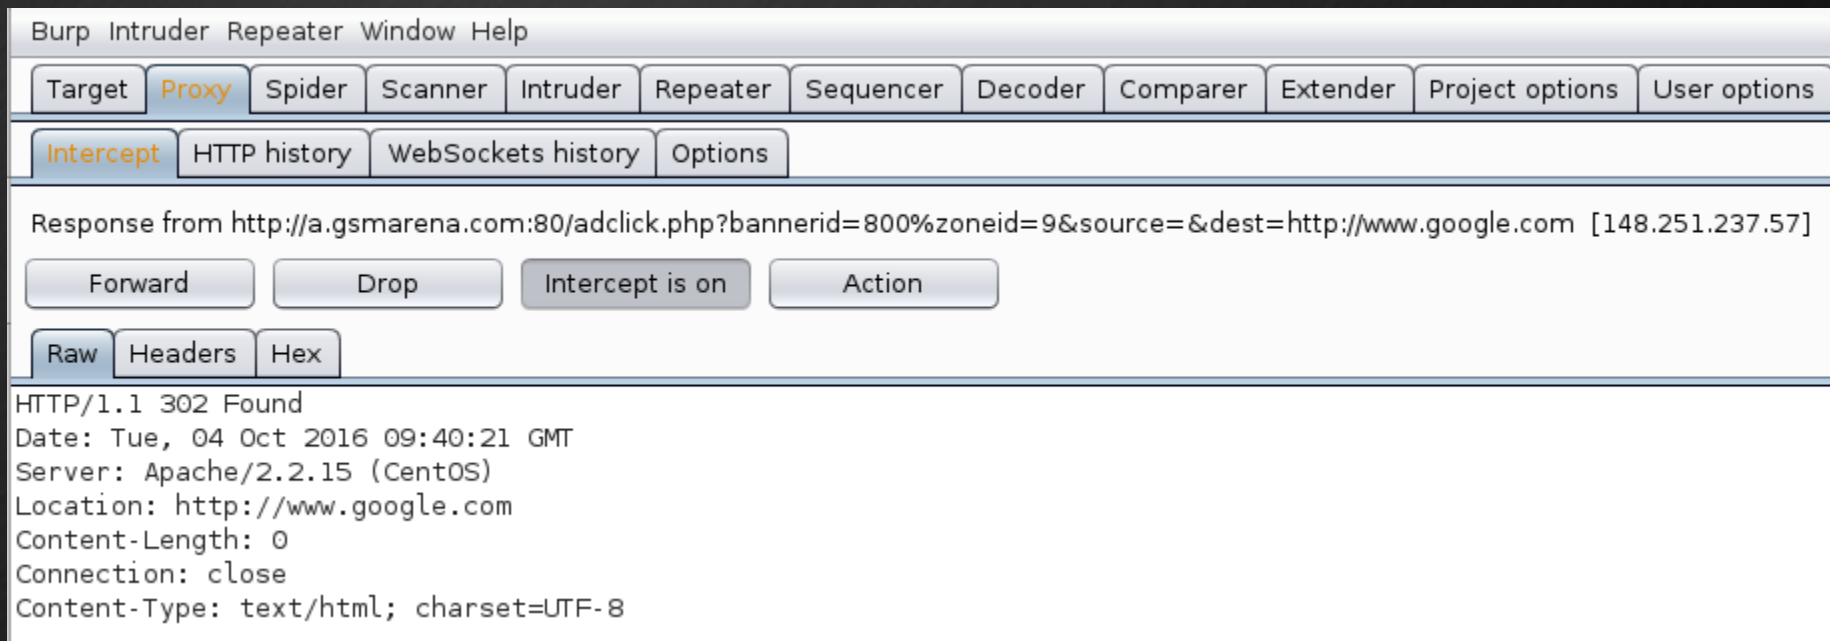 Burp Intruder Repeater Window Help
Target Proxy Spider Scanner Intruder Repeater Sequencer Decoder Comparer Extender Project options User options
Intercept HTTP history WebSockets history Options
Response from http://a.gsmarena.com:80/adclick.php?bannerid=800%zoneid=9&source=&dest=http://www.google.com [148.251.237.57]
Forward Drop Intercept is on Action
Raw Headers Hex
HTTP/1.1 302 Found
Date: Tue, 04 Oct 2016 09:40:21 GMT
Server: Apache/2.2.15 (CentOS)
Location: http://www.google.com
Content-Length: 0
Connection: close
Content-Type: text/html; charset=UTF-8